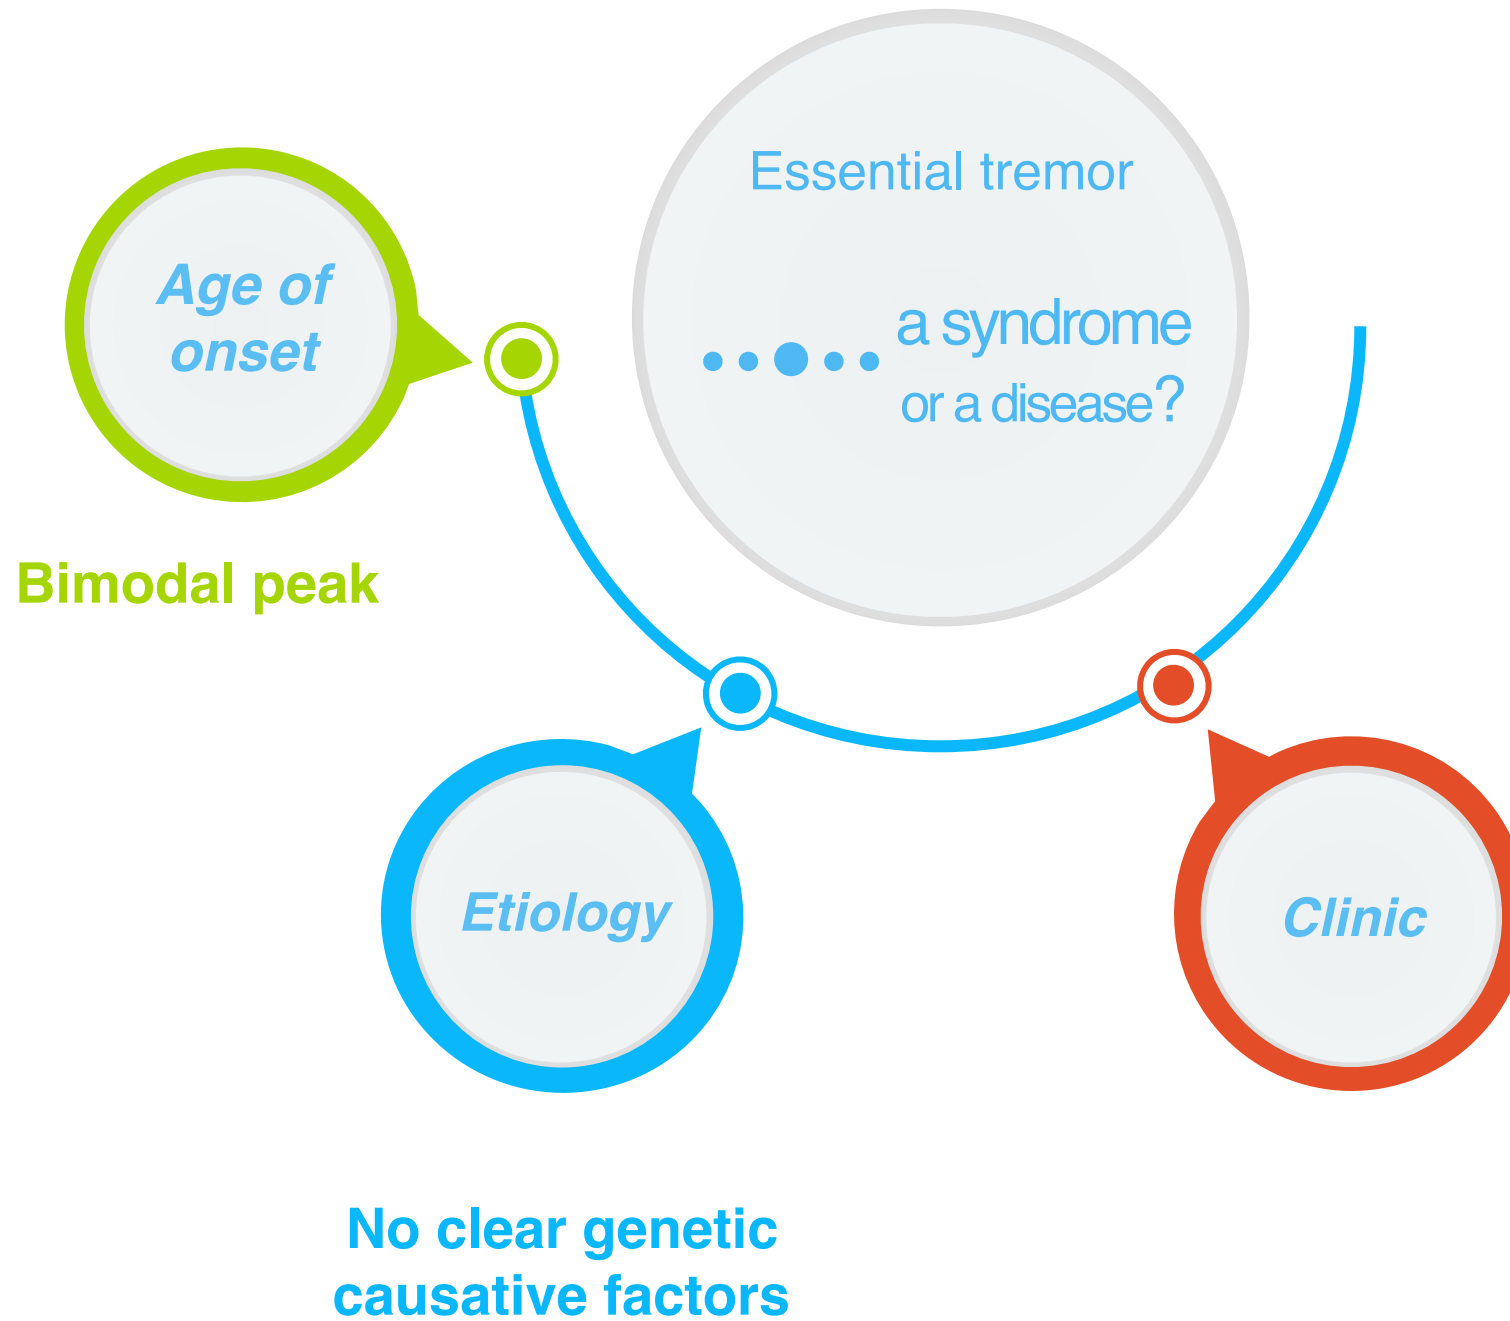 Essential tremor
a syndrome
or a disease?
Age of
onset
Bimodal peak
Etiology
No clear genetic
causative factors
Clinic